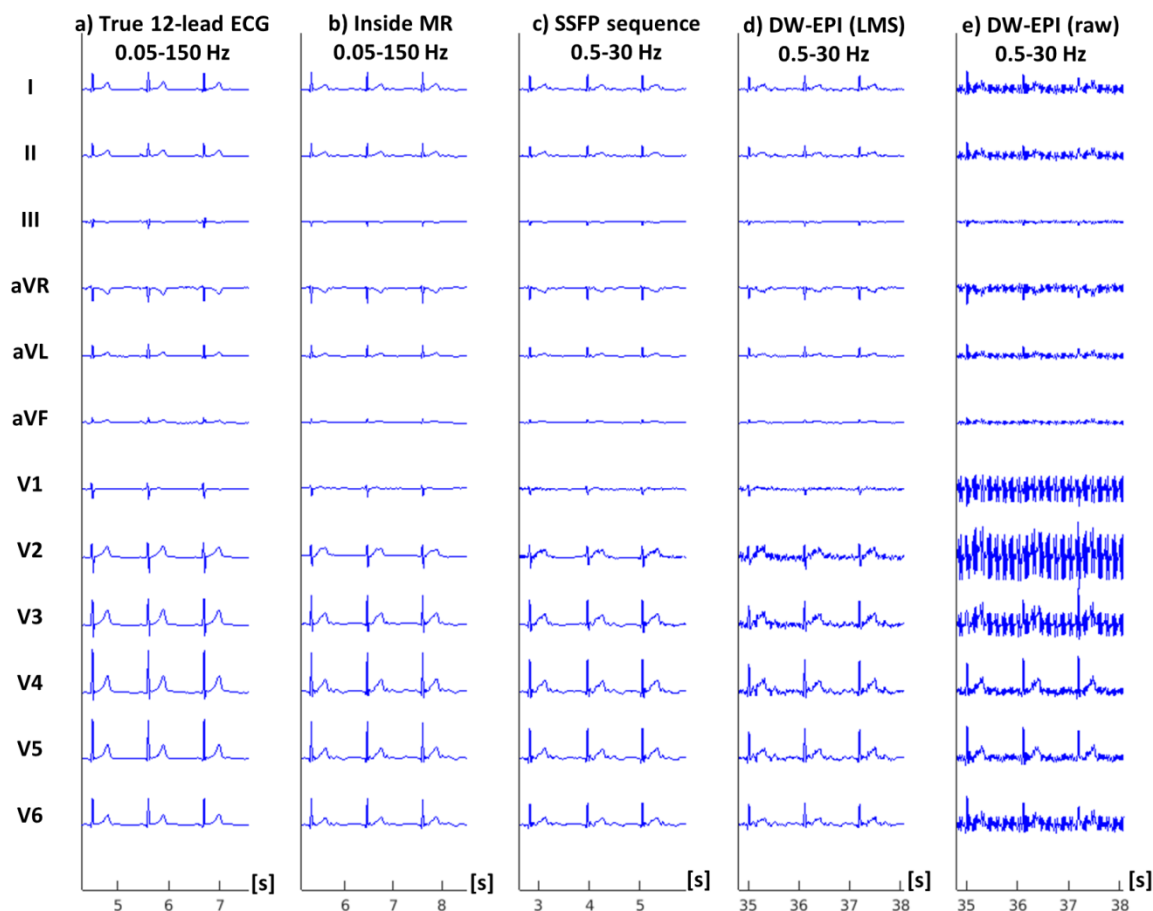 a) True 12-lead ECG b) Inside MR c) SSFP sequence d) DW-EPI (LMS) e) DW-EPI (raw)
0.05-150 Hz 0.05-150 Hz 0.5-30 Hz 0.5-30 Hz 0.5-30 Hz
I
II
III
aVR
aVL
aVF
V1
V2
V3
V4
V5
V6
[s] [s] [s] [s] [s]
5 6 7 6 7 8 3 4 5 35 36 37 38 35 36 37 38